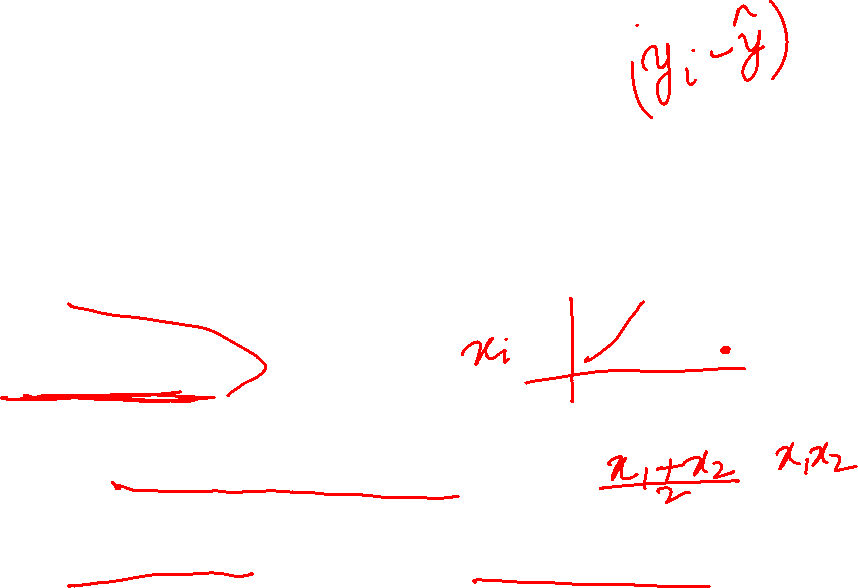 (yᵢ - ŷ)
xᵢ
(x₁ + x₂)/2 x₁x₂